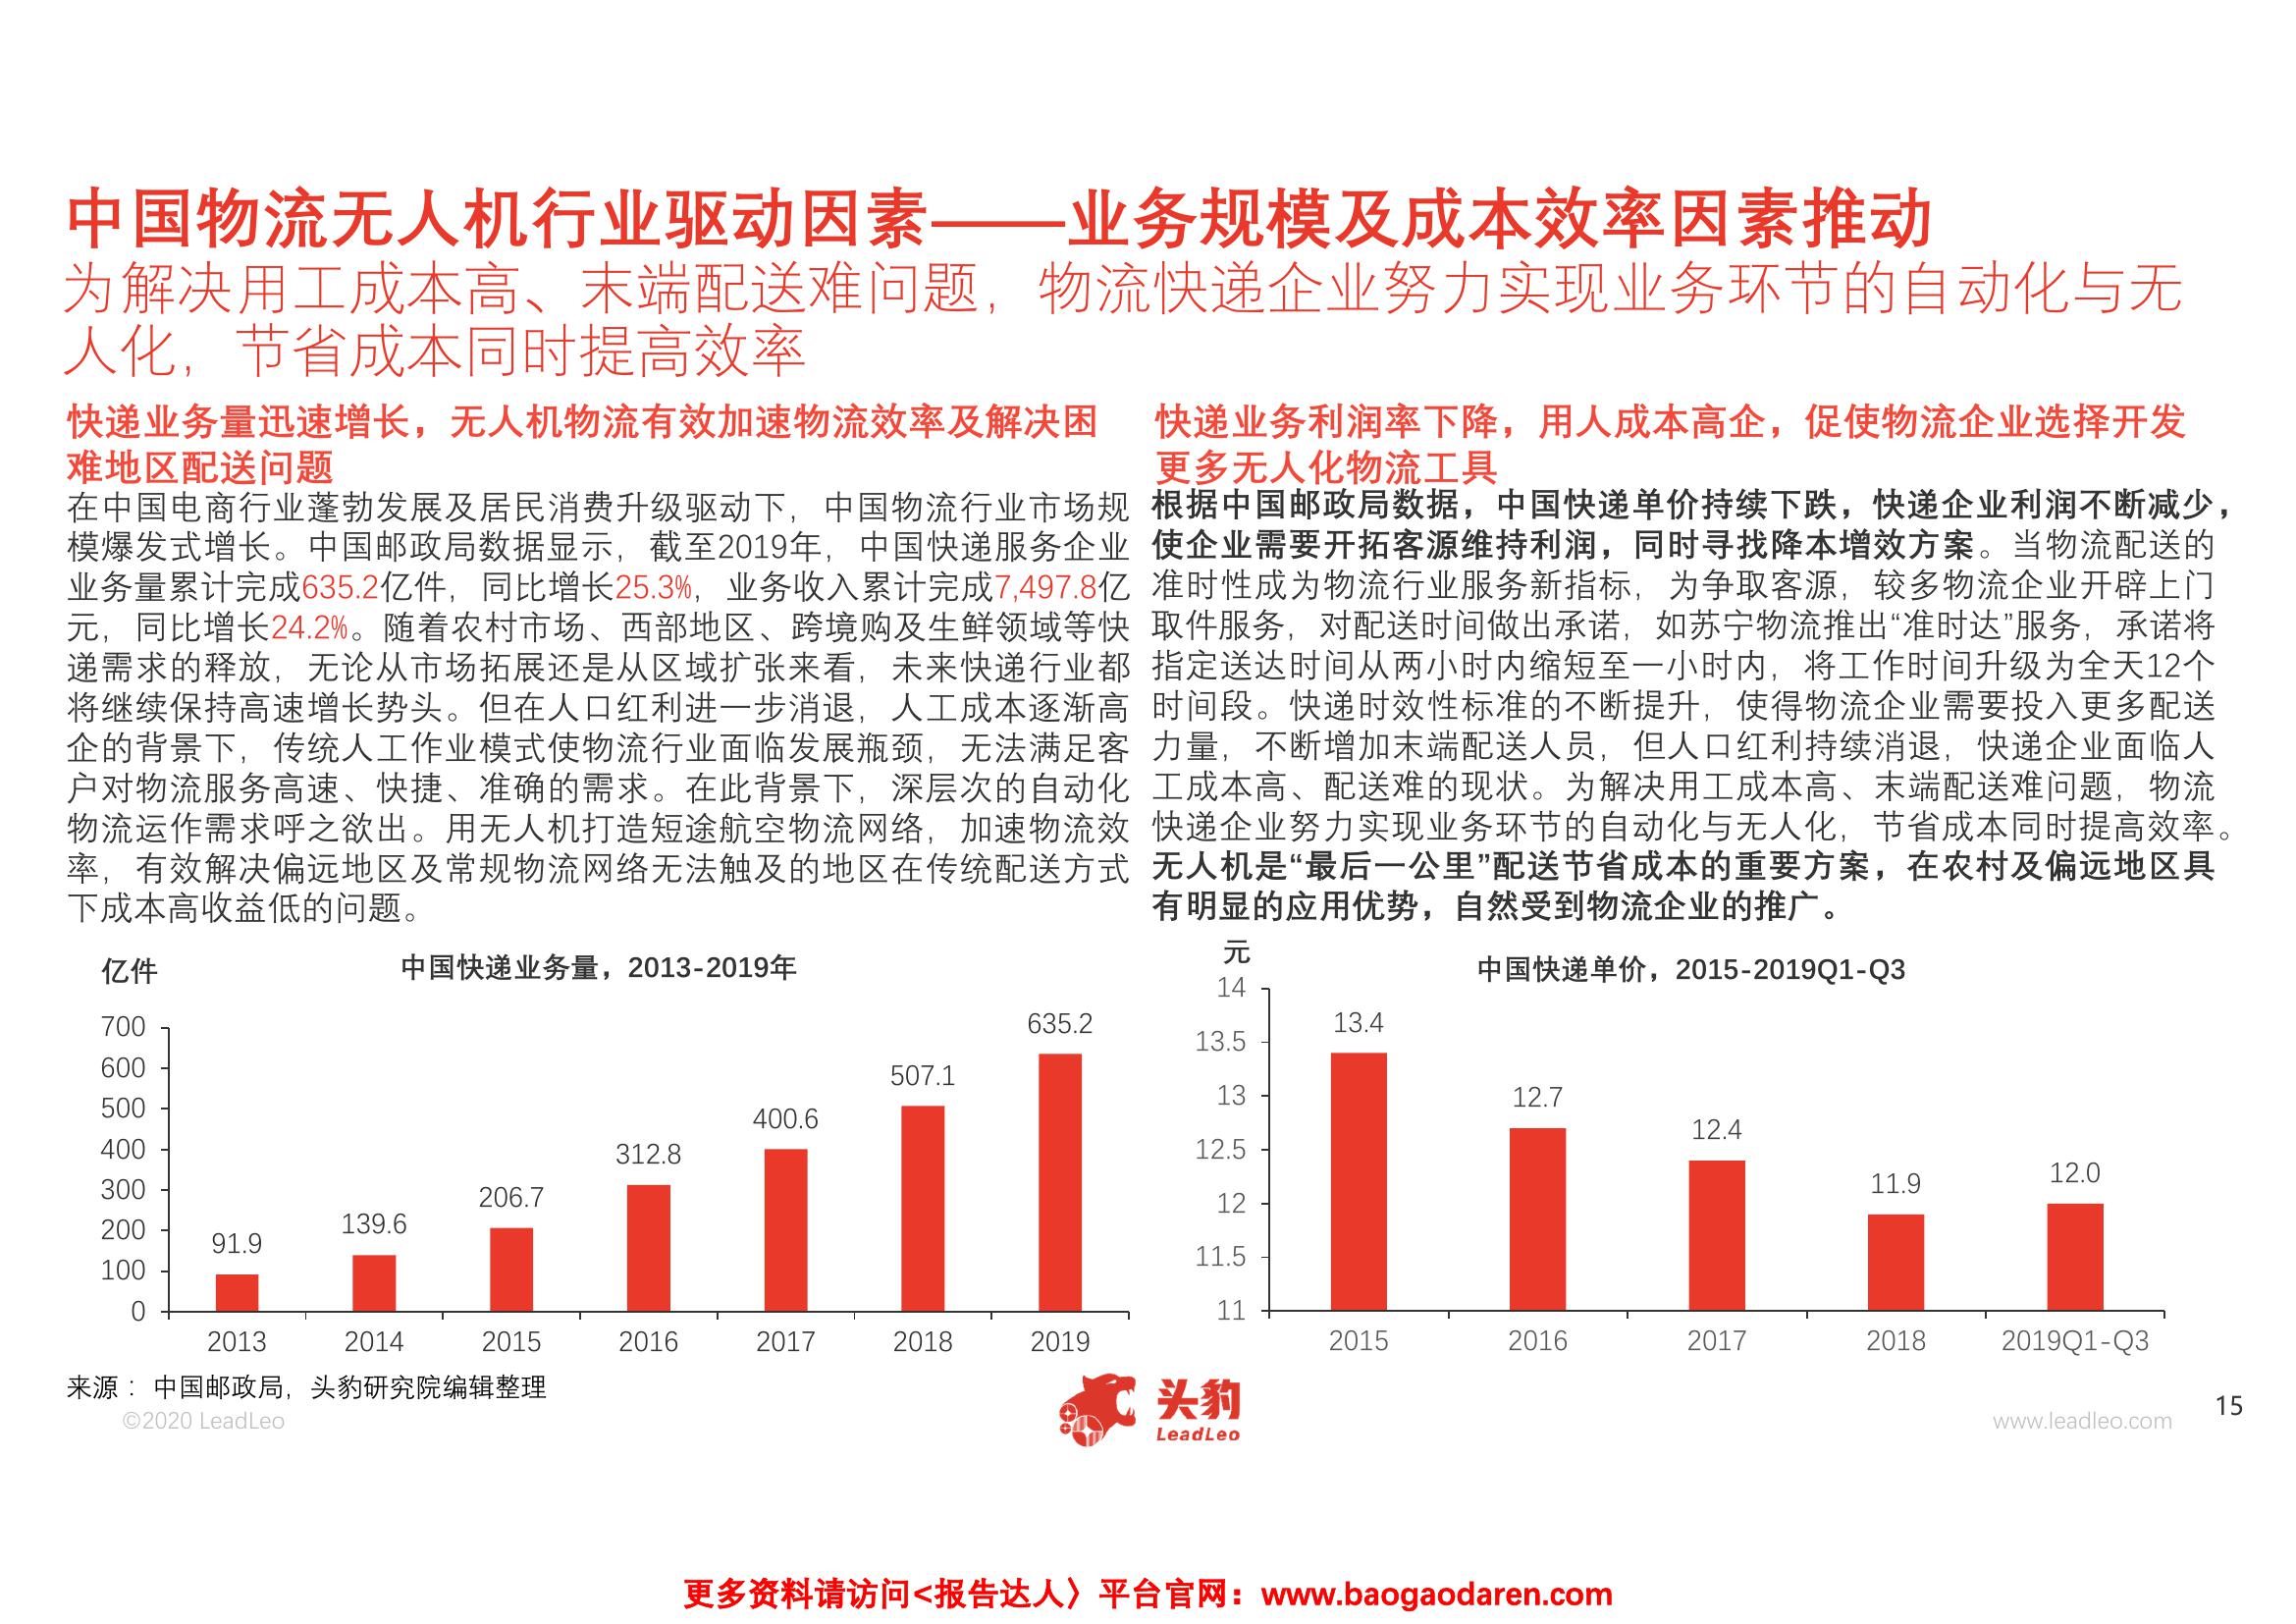 中国物流无人机行业驱动因素——业务规模及成本效率因素推动
为解决用工成本高、末端配送难问题，物流快递企业努力实现业务环节的自动化与无
人化，节省成本同时提高效率
快递业务量迅速增长，无人机物流有效加速物流效率及解决困
难地区配送问题
在中国电商行业蓬勃发展及居民消费升级驱动下，中国物流行业市场规
模爆发式增长。中国邮政局数据显示，截至2019年，中国快递服务企业
业务量累计完成635.2亿件，同比增长25.3%，业务收入累计完成7,497.8亿
元，同比增长24.2%。随着农村市场、西部地区、跨境购及生鲜领域等快
递需求的释放，无论从市场拓展还是从区域扩张来看，未来快递行业都
将继续保持高速增长势头。但在人口红利进一步消退，人工成本逐渐高
企的背景下，传统人工作业模式使物流行业面临发展瓶颈，无法满足客
户对物流服务高速、快捷、准确的需求。在此背景下，深层次的自动化
物流运作需求呼之欲出。用无人机打造短途航空物流网络，加速物流效
率，有效解决偏远地区及常规物流网络无法触及的地区在传统配送方式
下成本高收益低的问题。
快递业务利润率下降，用人成本高企，促使物流企业选择开发
更多无人化物流工具
根据中国邮政局数据，中国快递单价持续下跌，快递企业利润不断减少，
使企业需要开拓客源维持利润，同时寻找降本增效方案。当物流配送的
准时性成为物流行业服务新指标，为争取客源，较多物流企业开辟上门
取件服务，对配送时间做出承诺，如苏宁物流推出“准时达”服务，承诺将
指定送达时间从两小时内缩短至一小时内，将工作时间升级为全天12个
时间段。快递时效性标准的不断提升，使得物流企业需要投入更多配送
力量，不断增加末端配送人员，但人口红利持续消退，快递企业面临人
工成本高、配送难的现状。为解决用工成本高、末端配送难问题，物流
快递企业努力实现业务环节的自动化与无人化，节省成本同时提高效率。
无人机是“最后一公里”配送节省成本的重要方案，在农村及偏远地区具
有明显的应用优势，自然受到物流企业的推广。
亿件
中国快递业务量，2013-2019年
700
600
500
400
300
200
100
0
91.9
139.6
206.7
312.8
400.6
507.1
635.2
2013 2014 2015 2016 2017 2018 2019
元
中国快递单价，2015-2019Q1-Q3
14
13.5
13
12.5
12
11.5
11
13.4
12.7
12.4
11.9
12.0
2015 2016 2017 2018 2019Q1-Q3
来源：中国邮政局，头豹研究院编辑整理
©2020 LeadLeo
头豹
LeadLeo
www.leadleo.com
15
更多资料请访问<报告达人〉平台官网：www.baogaodaren.com